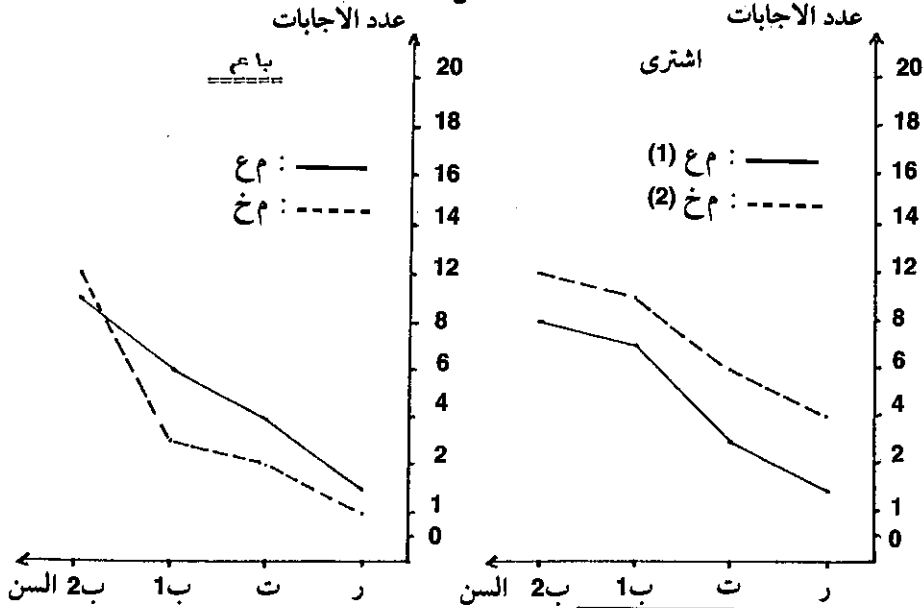 عدد الاجابات
اشترى
م ع (1) :
م خ (2) :
20
18
16
14
12
8
6
4
2
1
0
ر ت ب1 ب2 السن
عدد الاجابات
باع
م ع :
م خ :
20
18
16
14
12
8
6
4
2
1
0
ر ت ب1 ب2 السن